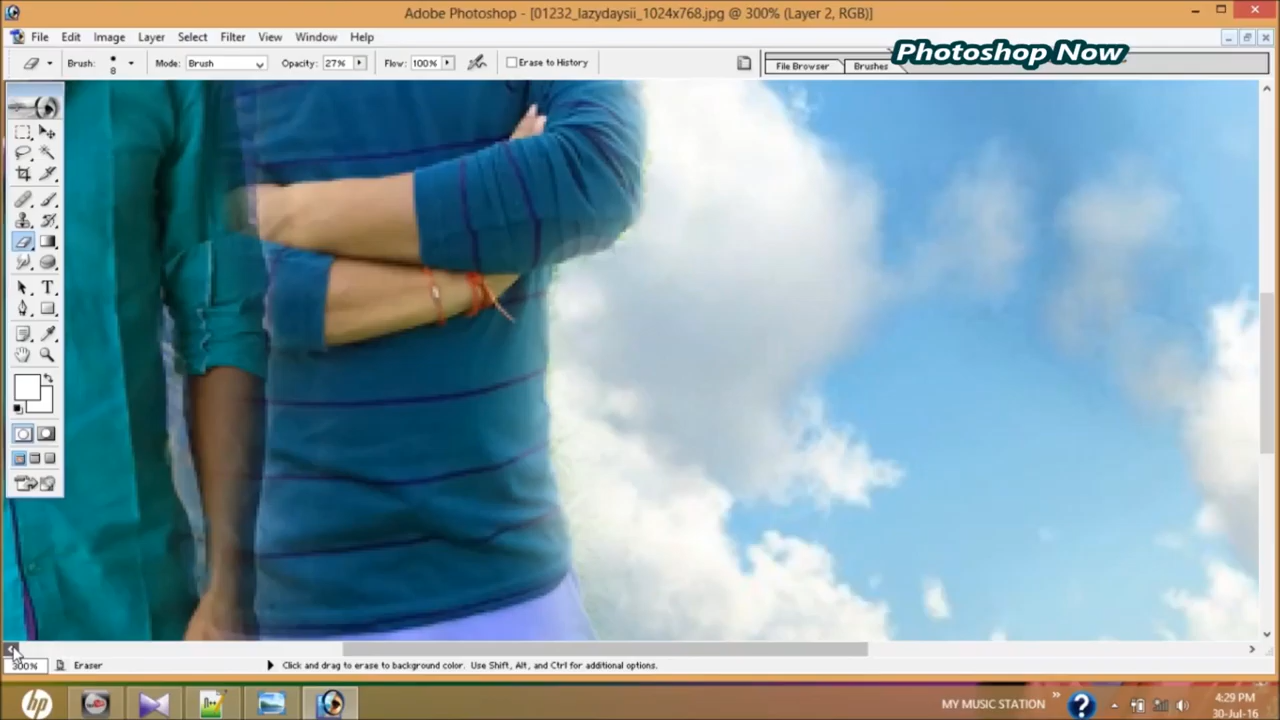 Adobe Photoshop - [01232_lazydaysii_1024x768.jpg @ 300% (Layer 2, RGB)]
File Edit Image Layer Select Filter View Window Help
Photoshop Now
Brush: 8 Mode: Brush Opacity: 27% Flow: 100% Erase to History File Browser Brushes
300% Eraser Click and drag to erase to background color. Use Shift, Alt, and Ctrl for additional options.
MY MUSIC STATION 4:29 PM
30-Jul-16